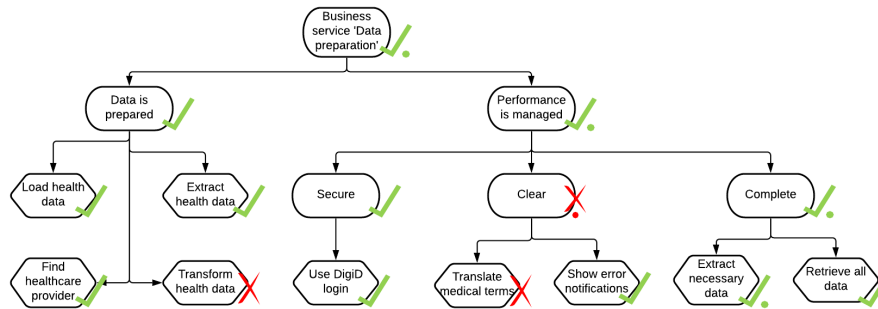 Business
service 'Data
preparation'
Data is
prepared
Performance
is managed
Load health
data
Extract
health data
Secure
Clear
Complete
Find
healthcare
provider
Transform
health data
Use DigiD
login
Translate
medical terms
Show error
notifications
Extract
necessary
data
Retrieve all
data